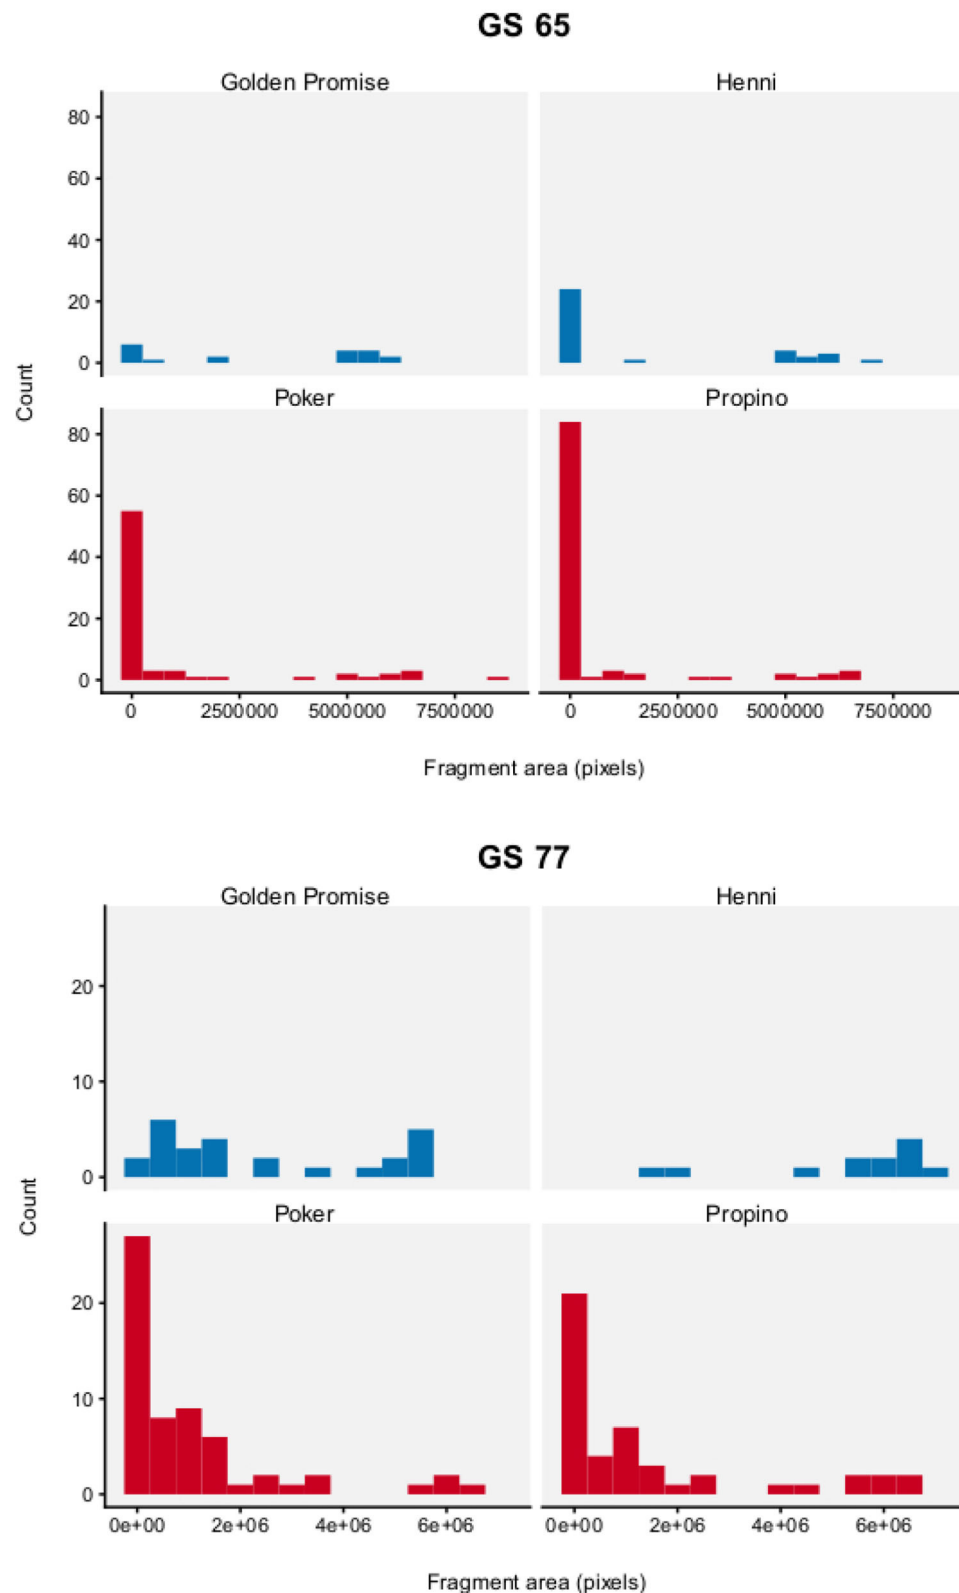 GS 65
Golden Promise Henni
80
60
40
20
0
Count
Poker Propino
80
60
40
20
0
0 2500000 5000000 7500000 0 2500000 5000000 7500000
Fragment area (pixels)
GS 77
Golden Promise Henni
20
10
0
Count
Poker Propino
20
10
0
0e+00 2e+06 4e+06 6e+06 0e+00 2e+06 4e+06 6e+06
Fragment area (pixels)